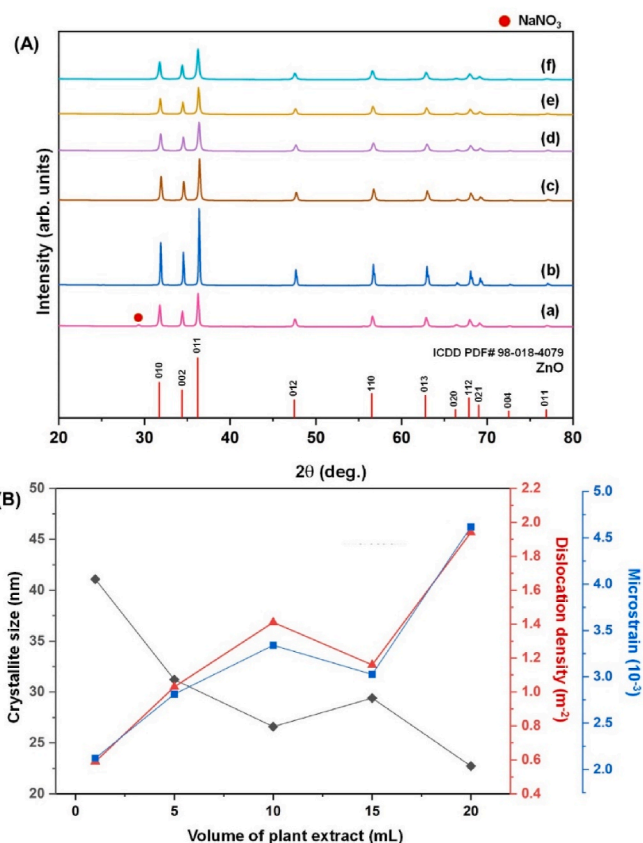 NaNO3
(A)
(f)
(e)
(d)
(c)
(b)
(a)
Intensity (arb. units)
ICDD PDF# 98-018-4079
ZnO
010
002
011
012
110
013
020
112
021
004
011
20 30 40 50 60 70 80
2θ (deg.)
(B)
50
45
40
35
30
25
20
Crystallite size (nm)
2.2
2.0
1.8
1.6
1.4
1.2
1.0
0.8
0.6
0.4
Dislocation density (m-2)
5.0
4.5
4.0
3.5
3.0
2.5
2.0
Microstrain (10-3)
0 5 10 15 20
Volume of plant extract (mL)